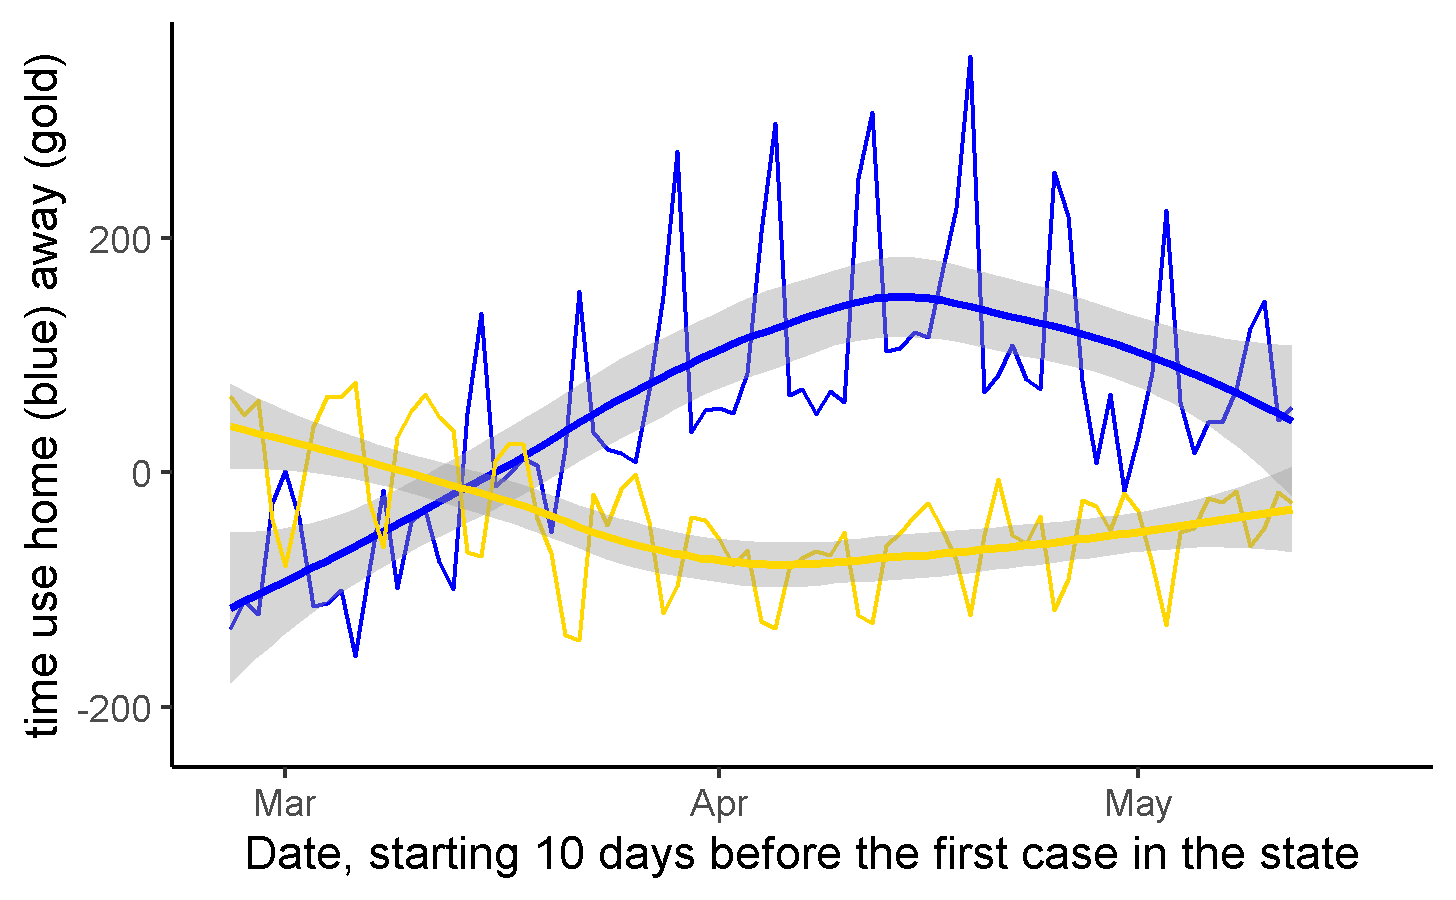 time use home (blue) away (gold)
200
0
-200
Mar
Apr
May
Date, starting 10 days before the first case in the state